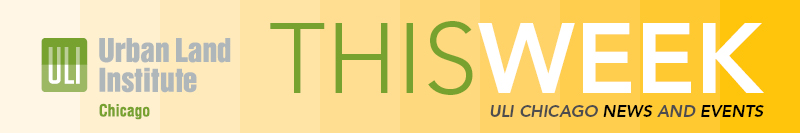 ULI
Urban Land
Institute
Chicago
THISWEEK
ULI CHICAGO NEWS AND EVENTS